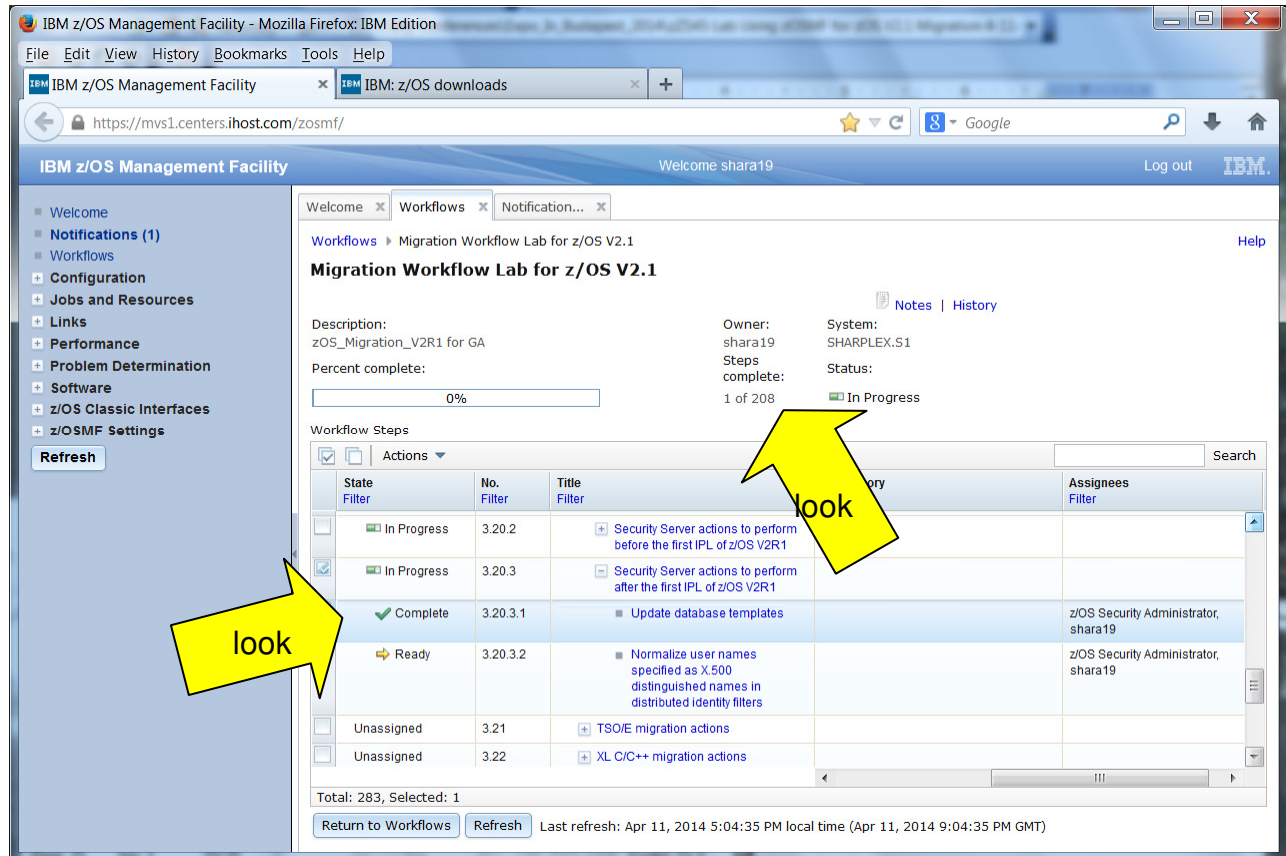 IBM z/OS Management Facility - Mozilla Firefox: IBM Edition
File Edit View History Bookmarks Tools Help
IBM IBM z/OS Management Facility
IBM IBM: z/OS downloads
https://mvs1.centers.ihost.com/zosmf/
8 Google
IBM z/OS Management Facility
Welcome shara19
Log out
IBM.
Welcome
Notifications (1)
Workflows
Configuration
Jobs and Resources
Links
Performance
Problem Determination
Software
z/OS Classic Interfaces
z/OSMF Settings
Refresh
Welcome
Workflows
Notification...
Workflows Migration Workflow Lab for z/OS V2.1
Help
Migration Workflow Lab for z/OS V2.1
Notes | History
Description:
zOS_Migration_V2R1 for GA
Owner:
shara19
System:
SHARPLEX.S1
Percent complete:
0%
Steps
complete:
1 of 208
Status:
In Progress
Workflow Steps
Actions
Search
State
Filter
No.
Filter
Title
Filter
ory
Assignees
Filter
look
look
In Progress
3.20.2
Security Server actions to perform
before the first IPL of z/OS V2R1
In Progress
3.20.3
Security Server actions to perform
after the first IPL of z/OS V2R1
Complete
3.20.3.1
Update database templates
z/OS Security Administrator,
shara19
Ready
3.20.3.2
Normalize user names
specified as X.500
distinguished names in
distributed identity filters
z/OS Security Administrator,
shara19
Unassigned
3.21
TSO/E migration actions
Unassigned
3.22
XL C/C++ migration actions
Total: 283, Selected: 1
Return to Workflows
Refresh
Last refresh: Apr 11, 2014 5:04:35 PM local time (Apr 11, 2014 9:04:35 PM GMT)